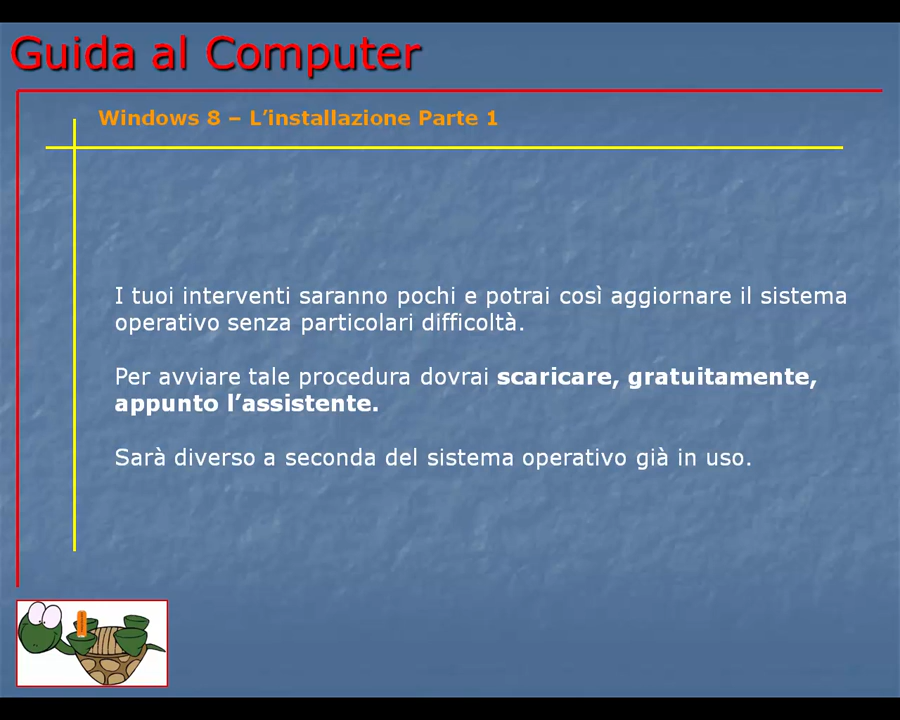 Guida al Computer
Windows 8 – L’installazione Parte 1
I tuoi interventi saranno pochi e potrai così aggiornare il sistema
operativo senza particolari difficoltà.
Per avviare tale procedura dovrai scaricare, gratuitamente,
appunto l’assistente.
Sarà diverso a seconda del sistema operativo già in uso.